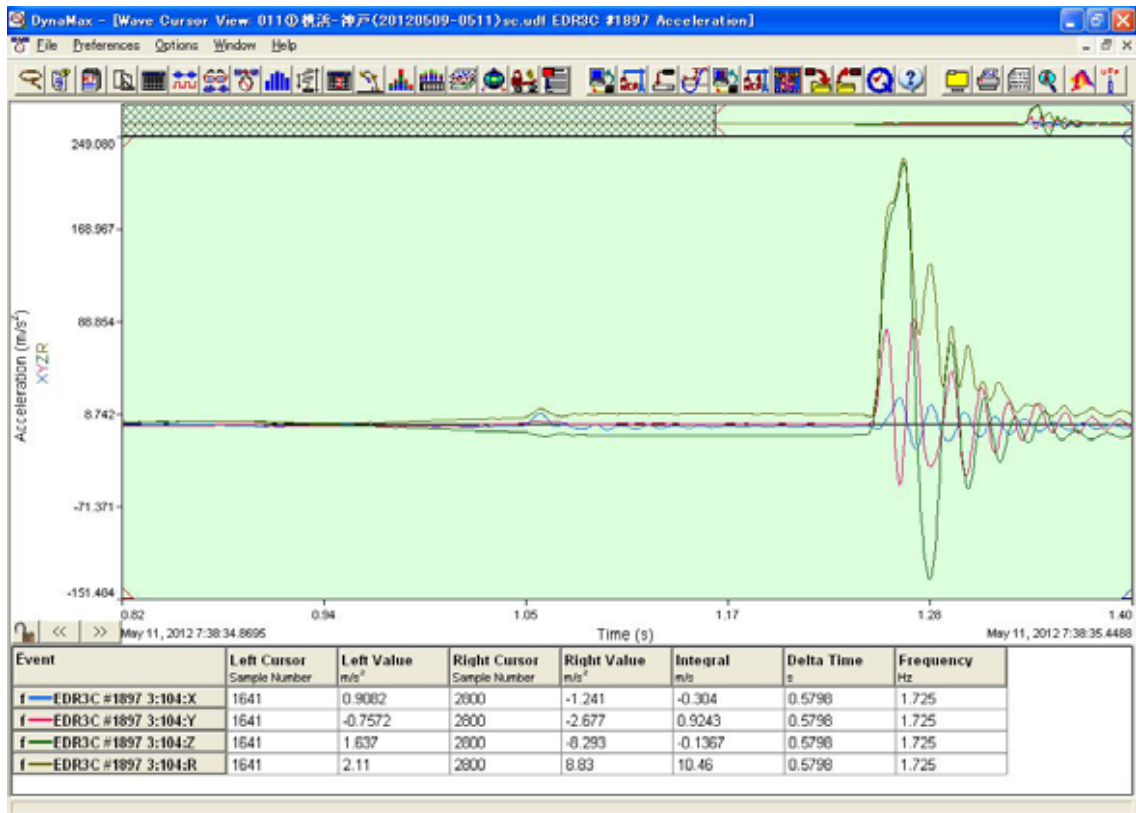 DynaMax - [Wave Cursor View 011①横浜-神戸(20120509-0511)sc.udf EDR3C #1897 Acceleration]
File Preferences Options Window Help
249.080
168.967
88.854
8.742
-71.371
-151.484
Acceleration (m/s²)
XYZR
0.82 0.94 1.05 1.17 1.28 1.40
<< >> May 11, 2012 7:38:34.8695 Time (s) May 11, 2012 7:38:35.4488
Event Left Cursor Left Value Right Cursor Right Value Integral Delta Time Frequency
Sample Number m/s² Sample Number m/s² m/s s Hz
f EDR3C #1897 3:104:X 1641 0.9082 2800 -1.241 -0.304 0.5798 1.725
f EDR3C #1897 3:104:Y 1641 -0.7572 2800 -2.677 0.9243 0.5798 1.725
f EDR3C #1897 3:104:Z 1641 1.637 2800 -8.293 -0.1367 0.5798 1.725
f EDR3C #1897 3:104:R 1641 2.11 2800 8.83 10.46 0.5798 1.725